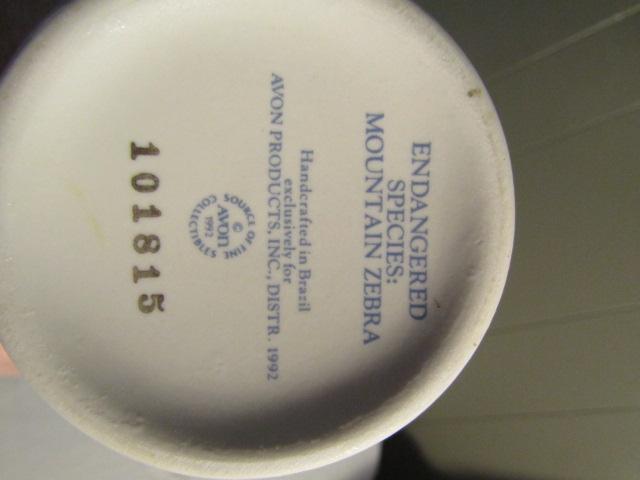 ENDANGERED
SPECIES:
MOUNTAIN ZEBRA
Handcrafted in Brazil
exclusively for
AVON PRODUCTS, INC., DISTR. 1992
SOURCE OF FINE
©
Avon
1992
COLLECTIBLES
101815